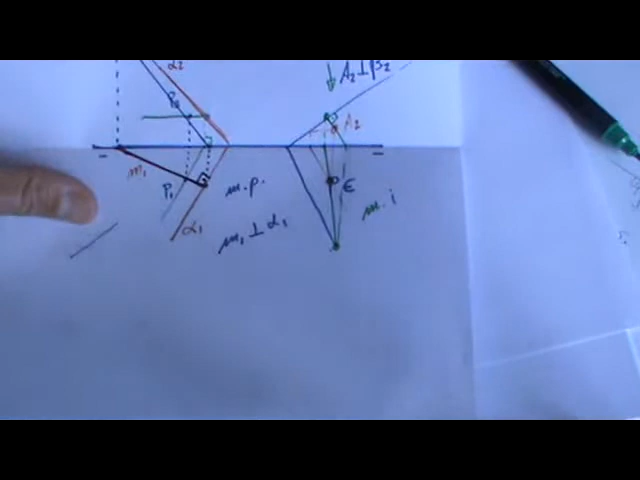 α₂
A₂⊥β₂
P₂
A₂
m₁
m.p.
E
P₁
m.i
α₁
m₁ ⊥ α₁